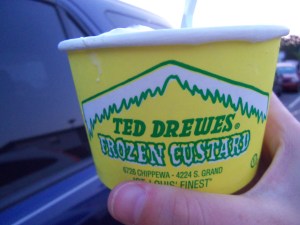 TED DREWES®
FROZEN CUSTARD
6726 CHIPPEWA - 4224 S. GRAND
LOUIS' FINEST